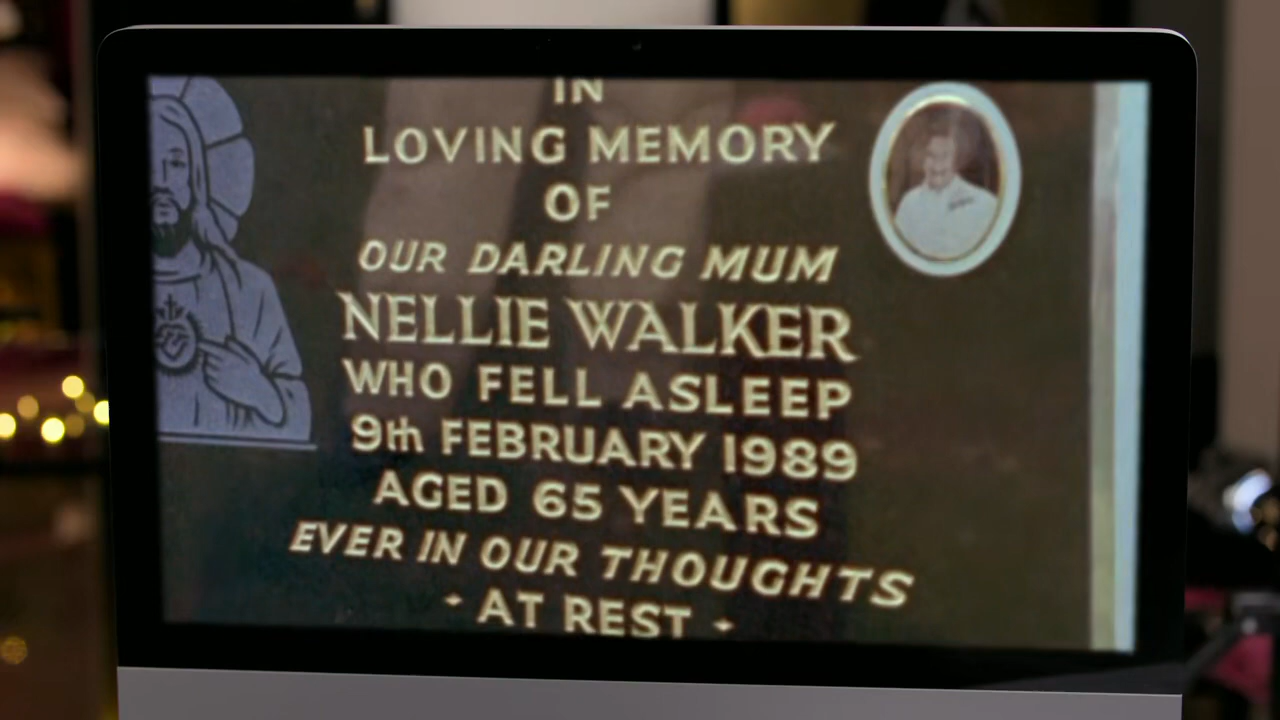 IN
LOVING MEMORY
OF
OUR DARLING MUM
NELLIE WALKER
WHO FELL ASLEEP
9th FEBRUARY 1989
AGED 65 YEARS
EVER IN OUR THOUGHTS
- AT REST -